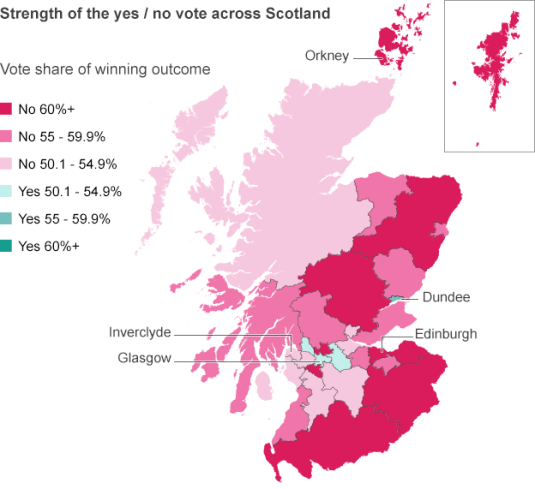 Strength of the yes / no vote across Scotland
Orkney
Vote share of winning outcome
No 60%+
No 55 - 59.9%
No 50.1 - 54.9%
Yes 50.1 - 54.9%
Yes 55 - 59.9%
Yes 60%+
Dundee
Inverclyde
Edinburgh
Glasgow